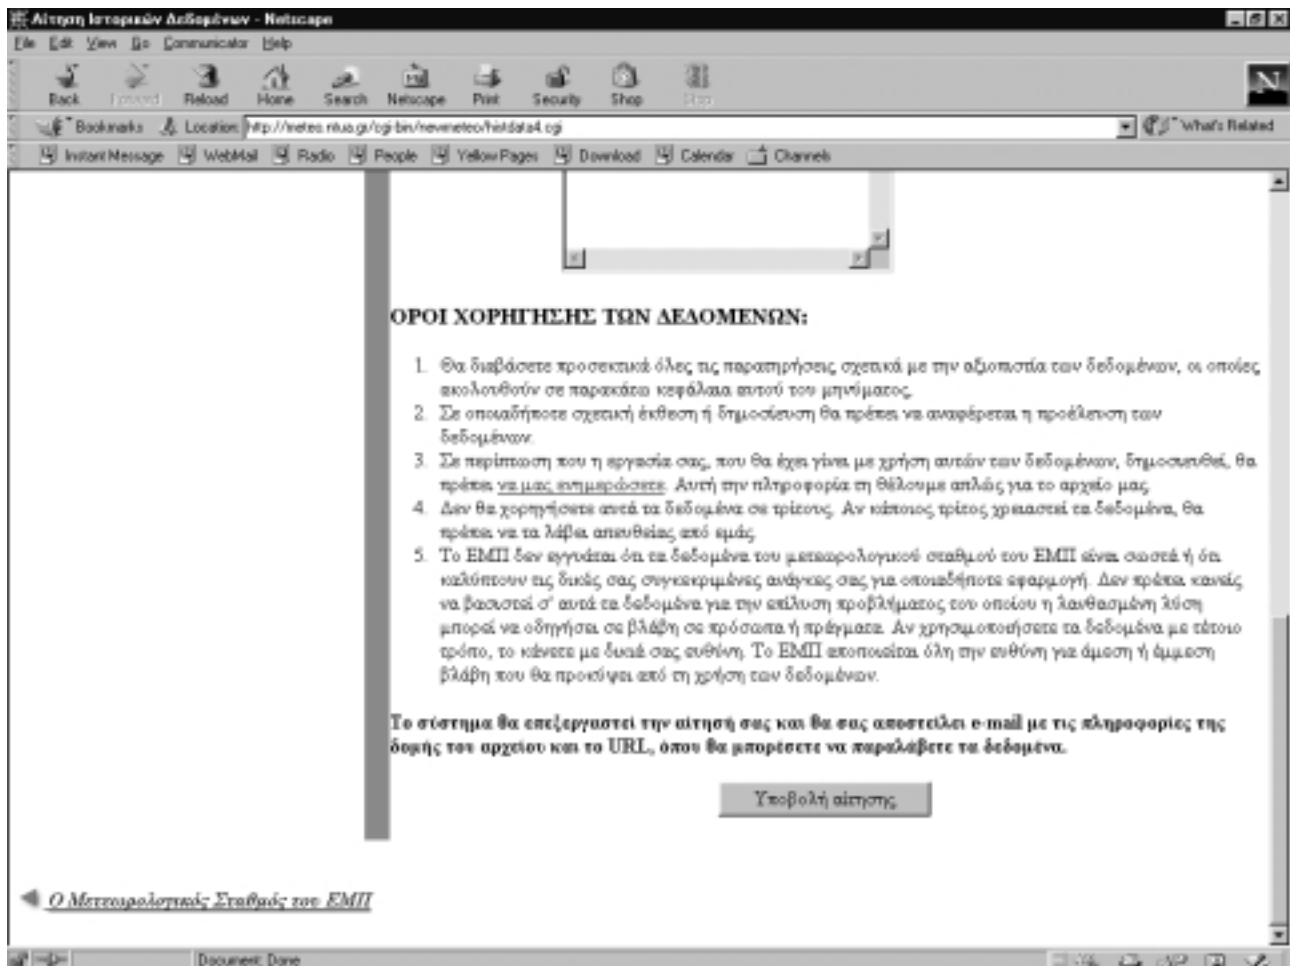 Αίτηση Ιστορικών Δεδομένων - Netscape
File Edit View Go Communicator Help
Back Forward Reload Home Search Netscape Print Security Shop Stop
Bookmarks Location: http://meteo.ntua.gr/cgi-bin/newmeteo/histdata4.cgi What's Related
Instant Message WebMail Radio People Yellow Pages Download Calendar Channels
ΟΡΟΙ ΧΟΡΗΓΗΣΗΣ ΤΩΝ ΔΕΔΟΜΕΝΩΝ:
1. Θα διαβάσετε προσεκτικά όλες τις παρατηρήσεις σχετικά με την αξιοπιστία των δεδομένων, οι οποίες
ακολουθούν σε παρακάτω κεφάλαια αυτού του μηνύματος.
2. Σε οποιαδήποτε σχετική έκθεση ή δημοσίευση θα πρέπει να αναφέρεται η προέλευση των
δεδομένων.
3. Σε περίπτωση που η εργασία σας, που θα έχει γίνει με χρήση αυτών των δεδομένων, δημοσιευθεί, θα
πρέπει να μας ενημερώσετε. Αυτή την πληροφορία τη θέλουμε απλώς για το αρχείο μας.
4. Δεν θα χορηγήσετε αυτά τα δεδομένα σε τρίτους. Αν κάποιος τρίτος χρειαστεί τα δεδομένα, θα
πρέπει να τα λάβει απευθείας από εμάς.
5. Το ΕΜΠ δεν εγγυάται ότι τα δεδομένα του μετεωρολογικού σταθμού του ΕΜΠ είναι σωστά ή ότι
καλύπτουν τις δικές σας συγκεκριμένες ανάγκες σας για οποιαδήποτε εφαρμογή. Δεν πρέπει κανείς
να βασιστεί σ' αυτά τα δεδομένα για την επίλυση προβλήματος του οποίου η λανθασμένη λύση
μπορεί να οδηγήσει σε βλάβη σε πρόσωπα ή πράγματα. Αν χρησιμοποιήσετε τα δεδομένα με τέτοιο
τρόπο, το κάνετε με δικιά σας ευθύνη. Το ΕΜΠ αποποιείται όλη την ευθύνη για άμεση ή έμμεση
βλάβη που θα προκύψει από τη χρήση των δεδομένων.
Το σύστημα θα επεξεργαστεί την αίτησή σας και θα σας αποστείλει e-mail με τις πληροφορίες της
δομής του αρχείου και το URL, όπου θα μπορέσετε να παραλάβετε τα δεδομένα.
Υποβολή αίτησης
Ο Μετεωρολογικός Σταθμός του ΕΜΠ
Document: Done